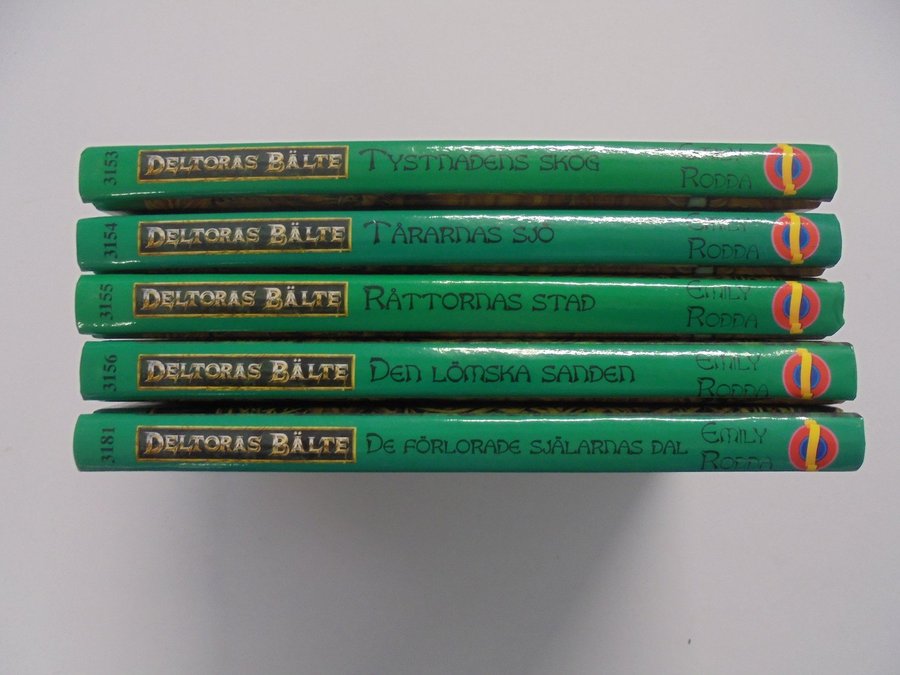 3153 DELTORAS BÄLTE TYSTNADENS SKOG EMILY RODDA
3154 DELTORAS BÄLTE TÅRARNAS SJÖ EMILY RODDA
3155 DELTORAS BÄLTE RÅTTORNAS STAD EMILY RODDA
3156 DELTORAS BÄLTE DEN LÖMSKA SANDEN EMILY RODDA
3181 DELTORAS BÄLTE DE FÖRLORADE SJÄLARNAS DAL EMILY RODDA